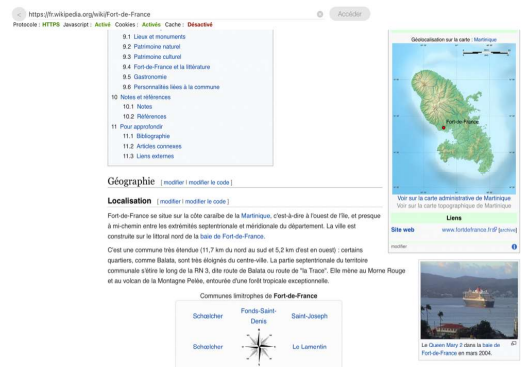 https://fr.wikipedia.org/wiki/Fort-de-France
Accéder
Protocole : HTTPS Javascript : Activé Cookies : Activés Cache : Désactivé
9.1 Lieux et monuments
9.2 Patrimoine naturel
9.3 Patrimoine culturel
9.4 Fort-de-France et la littérature
9.5 Gastronomie
9.6 Personnalités liées à la commune
10 Notes et références
10.1 Notes
10.2 Références
11 Pour approfondir
11.1 Bibliographie
11.2 Articles connexes
11.3 Liens externes
Géolocalisation sur la carte : Martinique
Fort-de-France
Voir sur la carte administrative de Martinique
Voir sur la carte topographique de Martinique
Liens
Site web www.fortdefrance.fr [archive]
modifier
Géographie [ modifier | modifier le code ]
Localisation [ modifier | modifier le code ]
Fort-de-France se situe sur la côte caraïbe de la Martinique, c'est-à-dire à l'ouest de l'île, et presque
à mi-chemin entre les extrémités septentrionale et méridionale du département. La ville est
construite sur le littoral nord de la baie de Fort-de-France.
C'est une commune très étendue (11,7 km du nord au sud et 5,2 km d'est en ouest) : certains
quartiers, comme Balata, sont très éloignés du centre-ville. La partie septentrionale du territoire
communale s'étire le long de la RN 3, dite route de Balata ou route de "la Trace". Elle mène au Morne Rouge
et au volcan de la Montagne Pelée, entourée d'une forêt tropicale exceptionnelle.
Communes limitrophes de Fort-de-France
Schœlcher
Fonds-Saint-
Denis
Saint-Joseph
Schœlcher
Le Lamentin
Le Queen Mary 2 dans la baie de
Fort-de-France en mars 2004.